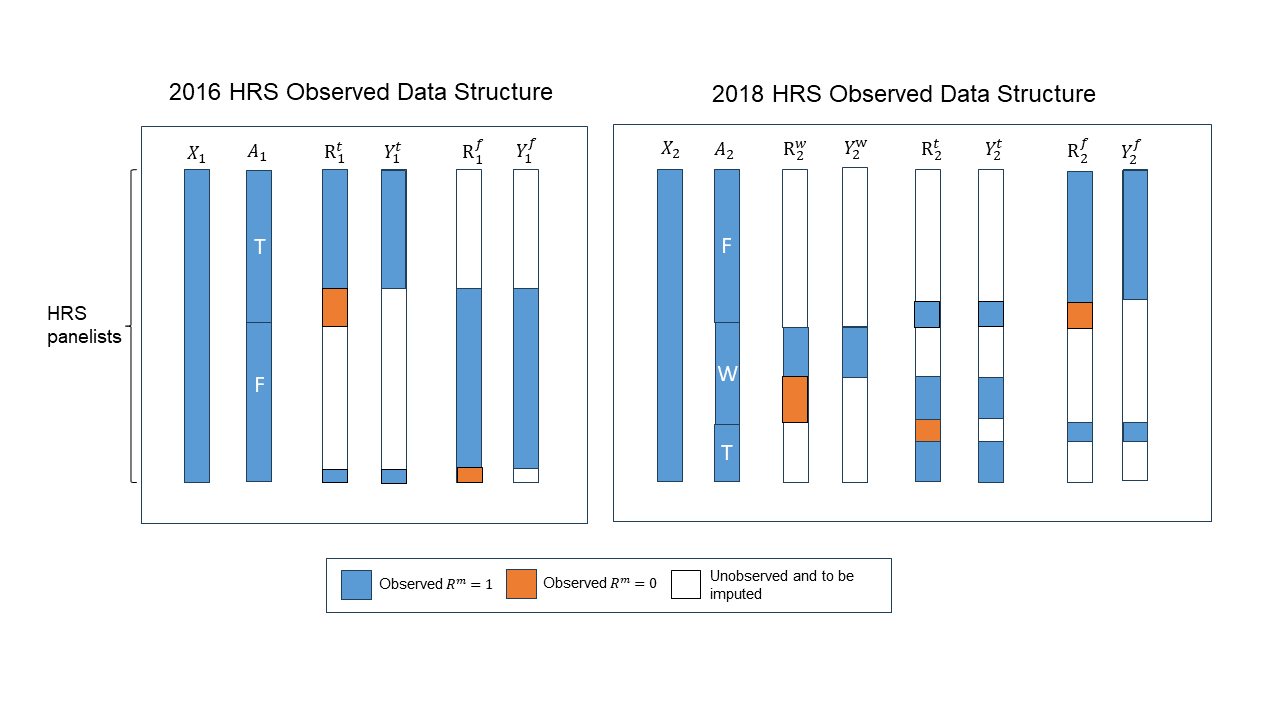 2016 HRS Observed Data Structure
2018 HRS Observed Data Structure
X₁ A₁ R₁ᵗ Y₁ᵗ R₁ᶠ Y₁ᶠ
X₂ A₂ R₂ʷ Y₂ʷ R₂ᵗ Y₂ᵗ R₂ᶠ Y₂ᶠ
T
F
HRS
panelists
F
W
T
Observed Rᵐ = 1
Observed Rᵐ = 0
Unobserved and to be
imputed